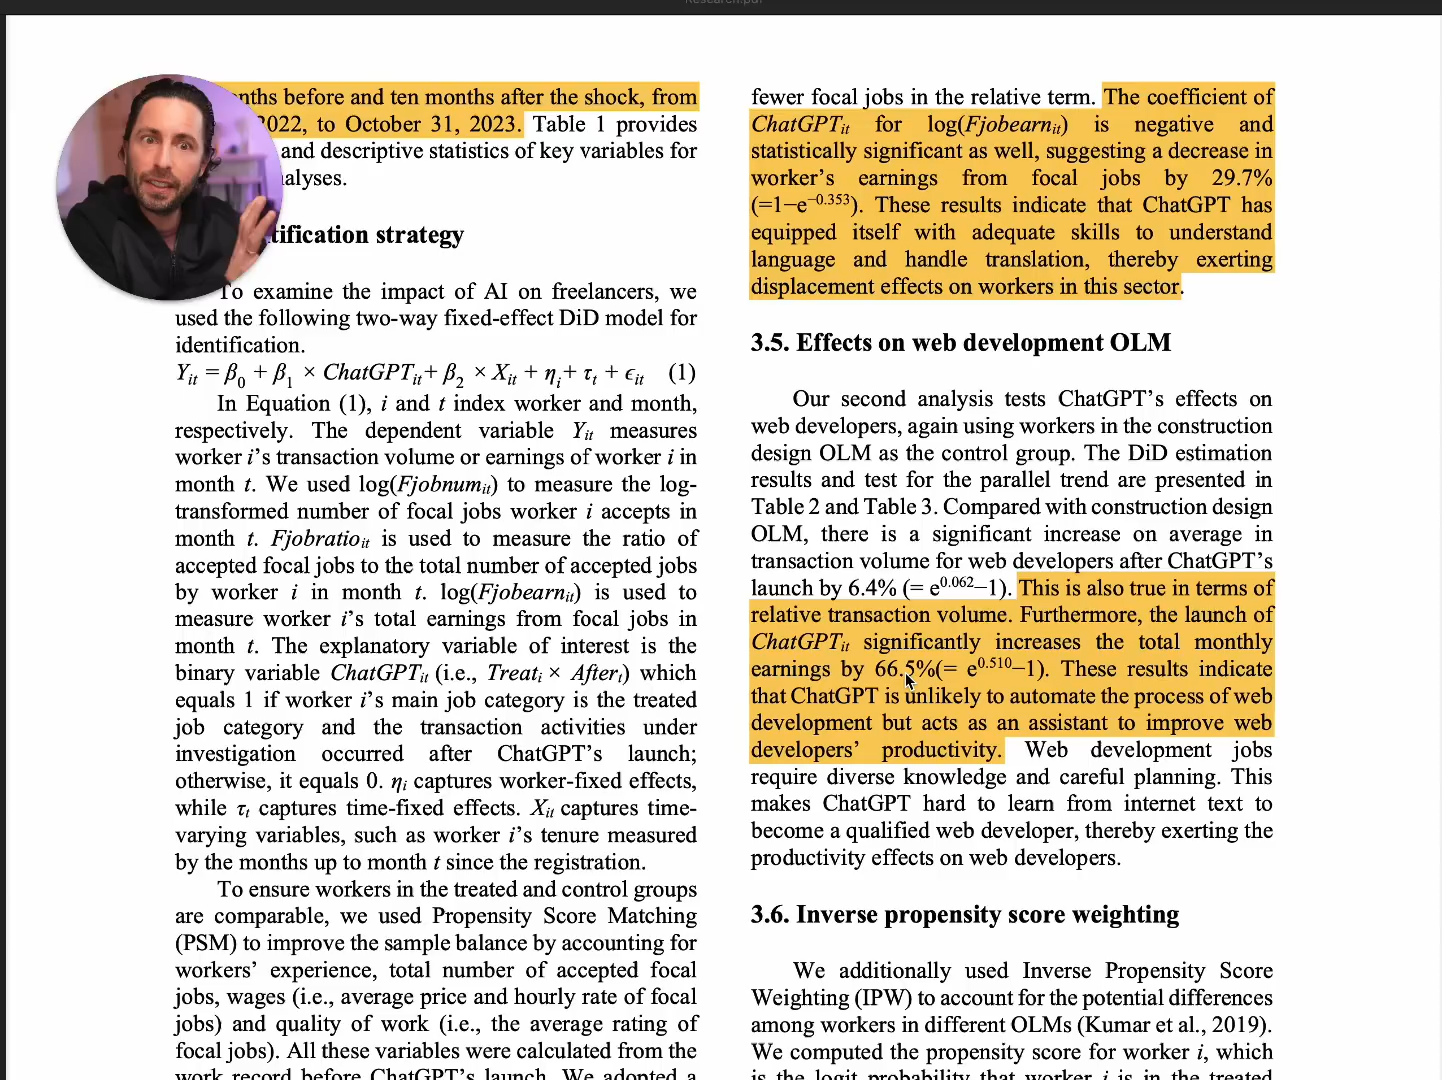 Research.pdf
nths before and ten months after the shock, from
2022, to October 31, 2023. Table 1 provides
and descriptive statistics of key variables for
alyses.
tification strategy
To examine the impact of AI on freelancers, we
used the following two-way fixed-effect DiD model for
identification.
Yit = β0 + β1 × ChatGPTit+ β2 × Xit + ηi+ τt + ϵit (1)
In Equation (1), i and t index worker and month,
respectively. The dependent variable Yit measures
worker i’s transaction volume or earnings of worker i in
month t. We used log(Fjobnumit) to measure the log-
transformed number of focal jobs worker i accepts in
month t. Fjobratioit is used to measure the ratio of
accepted focal jobs to the total number of accepted jobs
by worker i in month t. log(Fjobearnit) is used to
measure worker i’s total earnings from focal jobs in
month t. The explanatory variable of interest is the
binary variable ChatGPTit (i.e., Treati × Aftert) which
equals 1 if worker i’s main job category is the treated
job category and the transaction activities under
investigation occurred after ChatGPT’s launch;
otherwise, it equals 0. ηi captures worker-fixed effects,
while τt captures time-fixed effects. Xit captures time-
varying variables, such as worker i’s tenure measured
by the months up to month t since the registration.
To ensure workers in the treated and control groups
are comparable, we used Propensity Score Matching
(PSM) to improve the sample balance by accounting for
workers’ experience, total number of accepted focal
jobs, wages (i.e., average price and hourly rate of focal
jobs) and quality of work (i.e., the average rating of
focal jobs). All these variables were calculated from the
work record before ChatGPT’s launch. We adopted a
fewer focal jobs in the relative term. The coefficient of
ChatGPTit for log(Fjobearnit) is negative and
statistically significant as well, suggesting a decrease in
worker’s earnings from focal jobs by 29.7%
(=1−e−0.353). These results indicate that ChatGPT has
equipped itself with adequate skills to understand
language and handle translation, thereby exerting
displacement effects on workers in this sector.
3.5. Effects on web development OLM
Our second analysis tests ChatGPT’s effects on
web developers, again using workers in the construction
design OLM as the control group. The DiD estimation
results and test for the parallel trend are presented in
Table 2 and Table 3. Compared with construction design
OLM, there is a significant increase on average in
transaction volume for web developers after ChatGPT’s
launch by 6.4% (= e0.062−1). This is also true in terms of
relative transaction volume. Furthermore, the launch of
ChatGPTit significantly increases the total monthly
earnings by 66.5%(= e0.510−1). These results indicate
that ChatGPT is unlikely to automate the process of web
development but acts as an assistant to improve web
developers’ productivity. Web development jobs
require diverse knowledge and careful planning. This
makes ChatGPT hard to learn from internet text to
become a qualified web developer, thereby exerting the
productivity effects on web developers.
3.6. Inverse propensity score weighting
We additionally used Inverse Propensity Score
Weighting (IPW) to account for the potential differences
among workers in different OLMs (Kumar et al., 2019).
We computed the propensity score for worker i, which
is the logit probability that worker i is in the treated